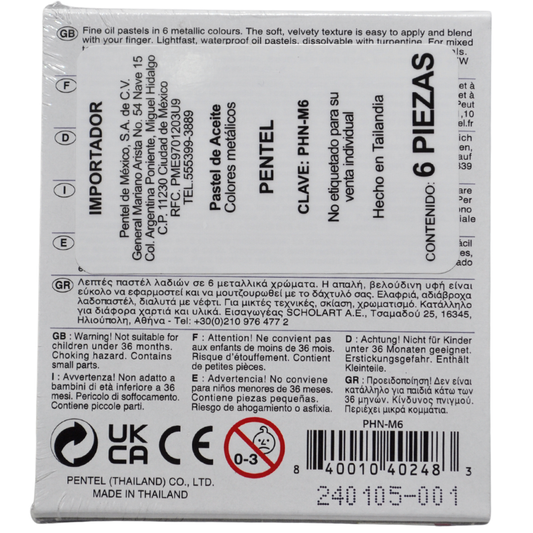 GB Fine oil pastels in 6 metallic colours. The soft, velvety texture is easy to apply and blend
with your finger. Lightfast, waterproof oil pastels, dissolvable with turpentine. For mixed
F
D
I
E
IMPORTADOR
Pentel de México, S.A. de C.V.
General Mariano Arista No. 54 Nave 15
Col. Argentina Poniente, Miguel Hidalgo
C.P. 11230 Ciudad de México
RFC. PME9701203U9
TEL.555399-3889
Pastel de Aceite
Colores metálicos
PENTEL
CLAVE: PHN-M6
No etiquetado para su
venta individual
Hecho en Tailandia
CONTENIDO: 6 PIEZAS
GR Λεπτές παστέλ λαδιών σε 6 μεταλλικά χρώματα. Η απαλή, βελούδινη υφή είναι
εύκολο να εφαρμοστεί και να μουτζουρωθεί με το δάχτυλό σας. Ελαφριά, αδιάβροχα
λαδοπαστέλ, διαλυτά με νέφτι. Για μικτές τεχνικές, σκίαση, χρωματισμό. Κατάλληλο
για διάφορα χαρτιά και υλικά. Εισαγωγέας SCHOLART A.E., Τσαμαδού 25, 16345,
Ηλιούπολη, Αθήνα - Tel: +30(0)210 976 477 2
GB : Warning! Not suitable for
children under 36 months.
Choking hazard. Contains
small parts.
F : Attention! Ne convient pas
aux enfants de moins de 36 mois.
Risque d'étouffement. Contient
de petites pièces.
D : Achtung! Nicht für Kinder
unter 36 Monaten geeignet.
Erstickungsgefahr. Enthält
Kleinteile.
I : Avvertenza! Non adatto a
bambini di età inferiore a 36
mesi. Pericolo di soffocamento.
Contiene piccole parti.
E : Advertencia! No conviene
para niños menores de 36 meses.
Contiene piezas pequeñas.
Riesgo de ahogamiento o asfixia.
GR : Προειδοποίηση! Δεν είναι
κατάλληλο για παιδιά κάτω των
36 μηνών. Κίνδυνος πνιγμού.
Περιέχει μικρά κομμάτια.
UK
CA
CE
0-3
PHN-M6
8 40010 40248 3
240105-001
PENTEL (THAILAND) CO., LTD.
MADE IN THAILAND